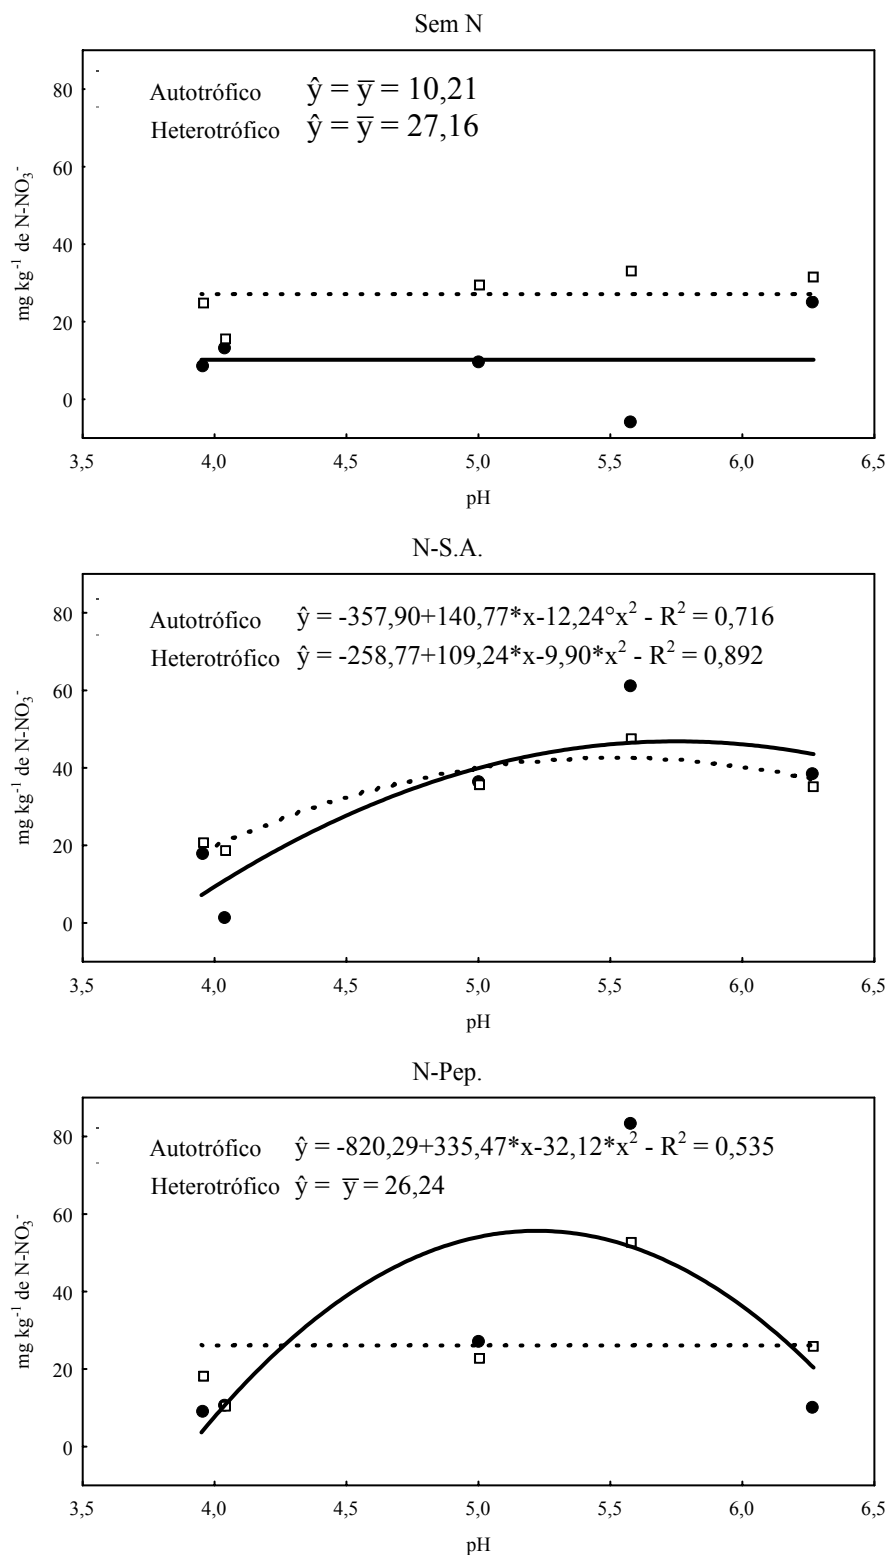 Sem N
Autotrófico ŷ = y̅ = 10,21
Heterotrófico ŷ = y̅ = 27,16
80
60
40
20
0
mg kg⁻¹ de N-NO₃⁻
3,5 4,0 4,5 5,0 5,5 6,0 6,5
pH
N-S.A.
Autotrófico ŷ = -357,90+140,77*x-12,24°x² - R² = 0,716
Heterotrófico ŷ = -258,77+109,24*x-9,90*x² - R² = 0,892
80
60
40
20
0
mg kg⁻¹ de N-NO₃⁻
3,5 4,0 4,5 5,0 5,5 6,0 6,5
pH
N-Pep.
Autotrófico ŷ = -820,29+335,47*x-32,12*x² - R² = 0,535
Heterotrófico ŷ = y̅ = 26,24
80
60
40
20
0
mg kg⁻¹ de N-NO₃⁻
3,5 4,0 4,5 5,0 5,5 6,0 6,5
pH